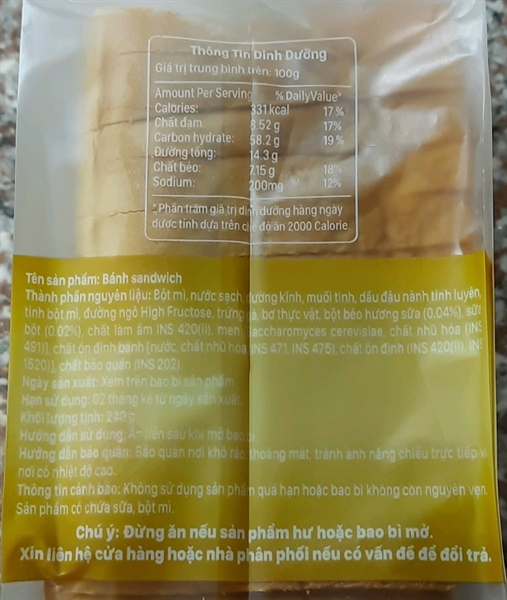 Thông Tin Dinh Dưỡng
Giá trị trung bình trên: 100g
Amount Per Serving % DailyValue*
Calories: 331 kcal 17 %
Chất đạm: 8.52 g 17%
Carbon hydrate: 58.2 g 19 %
Đường tổng: 14.3 g
Chất béo: 7.15 g 18%
Sodium: 200mg 12%
* Phần trăm giá trị dinh dưỡng hàng ngày
được tính dựa trên chế độ ăn 2000 Calorie
Tên sản phẩm: Bánh sandwich
Thành phần nguyên liệu: Bột mì, nước sạch, đường kính, muối tinh, dầu đậu nành tinh luyện,
tinh bột mì, đường ngô High Fructose, trứng gà, bơ thực vật, bột béo hương sữa (0.04%), sữa
bột (0.02%), chất làm ẩm INS 420(II), men Saccharomyces cerevisiae, chất nhũ hóa (INS
491)], chất ổn định bánh [nước, chất nhũ hoá INS 471, INS 475), chất ổn định (INS 420(II), INS
1520)], chất bảo quản (INS 202)
Ngày sản xuất: Xem trên bao bì sản phẩm
Hạn sử dụng: 02 tháng kể từ ngày sản xuất.
Khối lượng tịnh: 240 g
Hướng dẫn sử dụng: Ăn liền sau khi mở bao bì
Hướng dẫn bảo quản: Bảo quản nơi khô ráo thoáng mát, tránh ánh nắng chiếu trực tiếp
nơi có nhiệt độ cao.
Thông tin cảnh báo: Không sử dụng sản phẩm quá hạn hoặc bao bì không còn nguyên vẹn.
Sản phẩm có chứa sữa, bột mì.
Chú ý: Đừng ăn nếu sản phẩm hư hoặc bao bì mở.
Xin liên hệ cửa hàng hoặc nhà phân phối nếu có vấn đề để đổi trả.